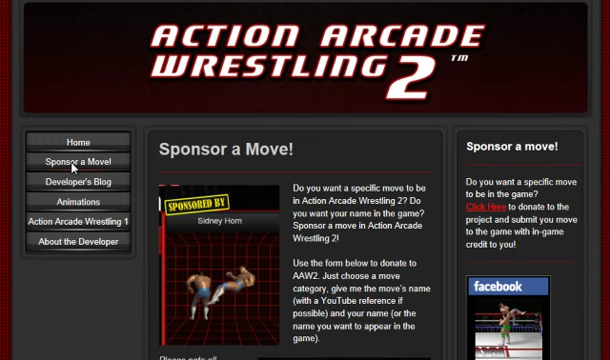 ACTION ARCADE
WRESTLING 2 ™
Home
Sponsor a Move!
Developer's Blog
Animations
Action Arcade Wrestling 1
About the Developer
Sponsor a Move!
SPONSORED BY
Sidney Horn
Do you want a specific move to be
in Action Arcade Wrestling 2? Do
you want your name in the game?
Sponsor a move in Action Arcade
Wrestling 2!
Use the form below to donate to
AAW2. Just choose a move
category, give me the move's name
(with a YouTube reference if
possible) and your name (or the
name you want to appear in the
game).
Please note all
Sponsor a move!
Do you want a specific move
to be in the game?
Click Here to donate to the
project and submit you move
to the game with in-game
credit to you!
facebook